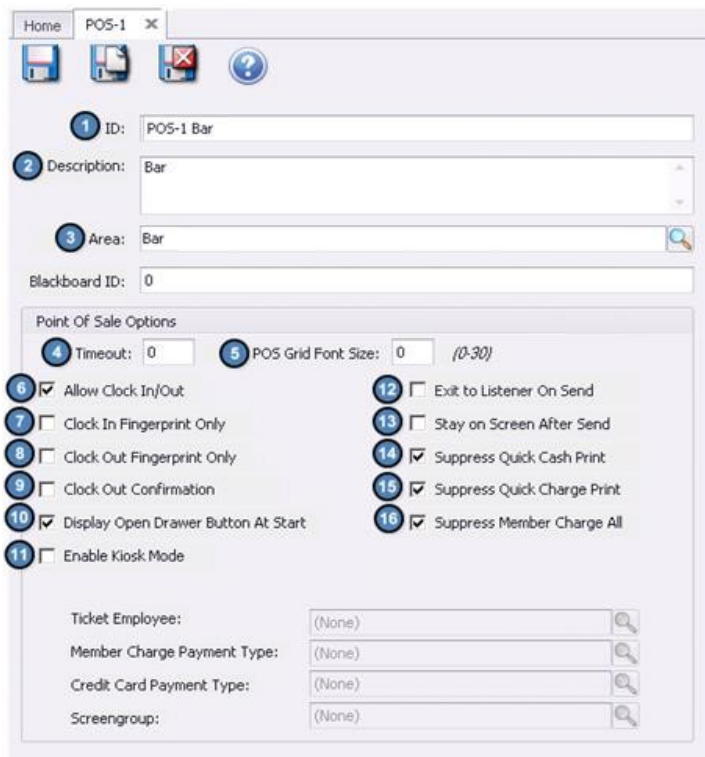 Home POS-1
?
1 ID: POS-1 Bar
2 Description: Bar
3 Area: Bar
Blackboard ID: 0
Point Of Sale Options
4 Timeout: 0 5 POS Grid Font Size: 0 (0-30)
6 Allow Clock In/Out 12 Exit to Listener On Send
7 Clock In Fingerprint Only 13 Stay on Screen After Send
8 Clock Out Fingerprint Only 14 Suppress Quick Cash Print
9 Clock Out Confirmation 15 Suppress Quick Charge Print
10 Display Open Drawer Button At Start 16 Suppress Member Charge All
11 Enable Kiosk Mode
Ticket Employee: (None)
Member Charge Payment Type: (None)
Credit Card Payment Type: (None)
Screengroup: (None)